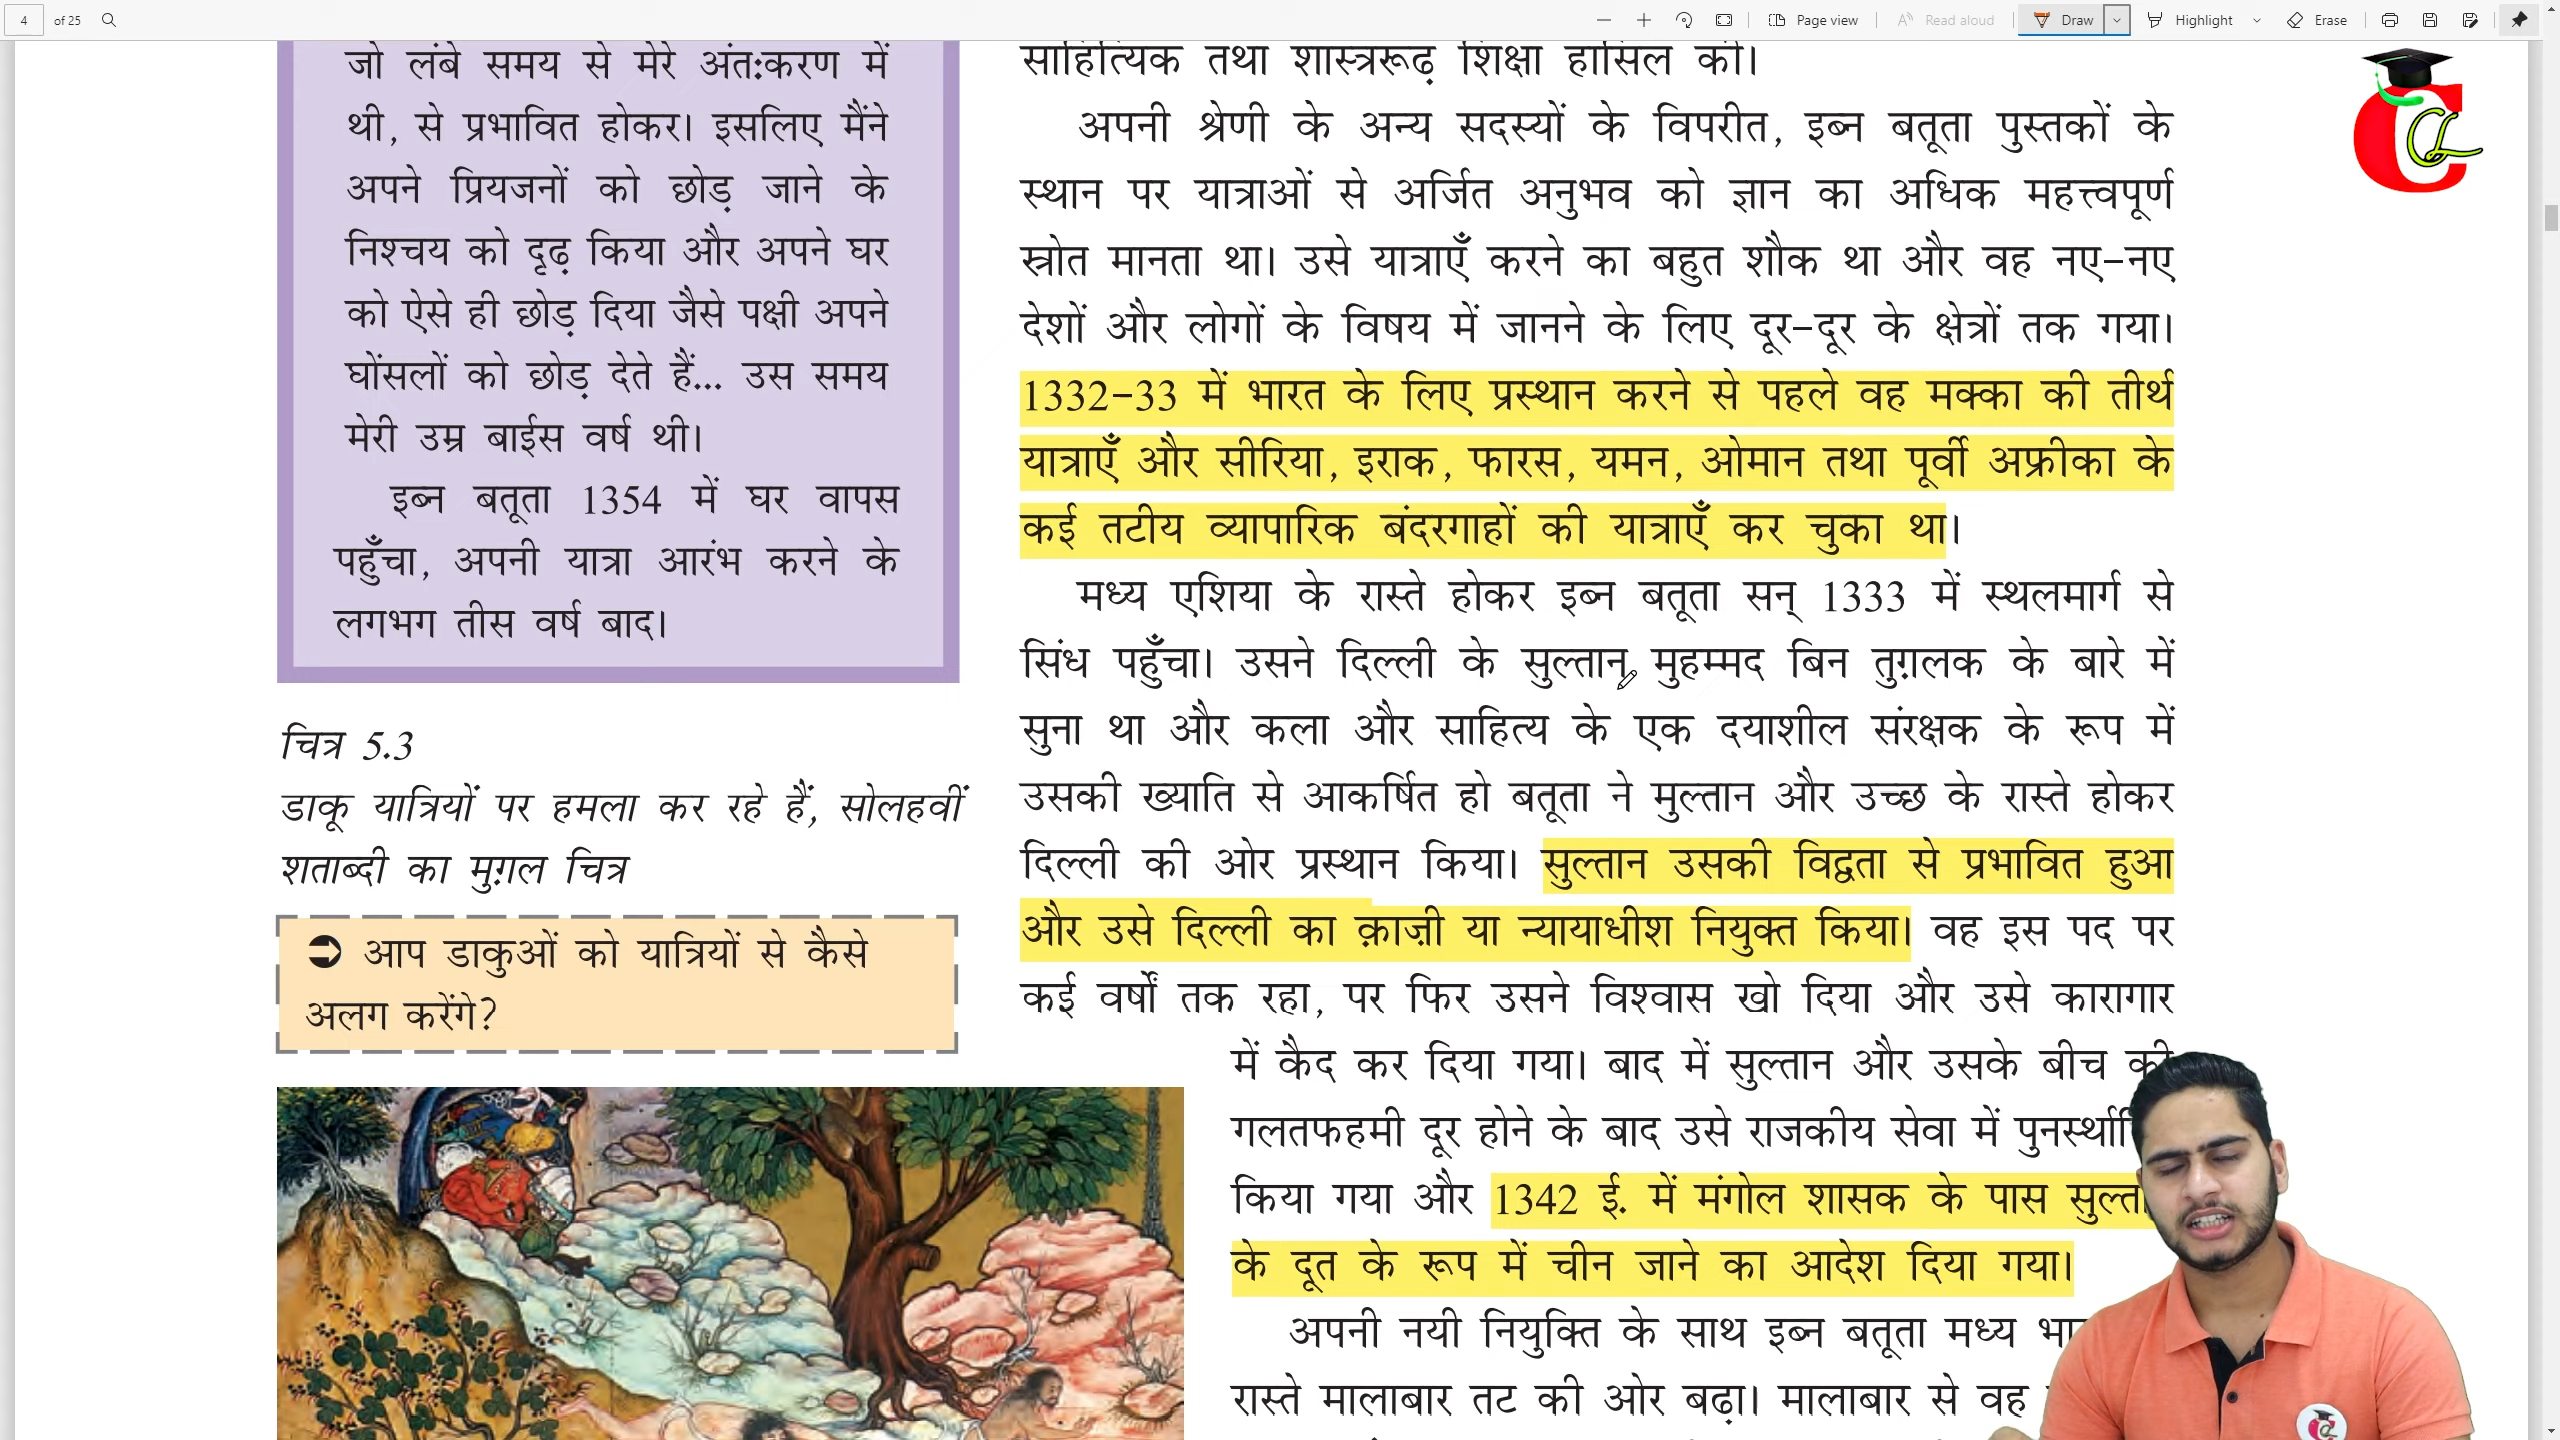 4 of 25 Page view Read aloud Draw Highlight Erase
जो लंबे समय से मेरे अंतःकरण में
थी, से प्रभावित होकर। इसलिए मैंने
अपने प्रियजनों को छोड़ जाने के
निश्चय को दृढ़ किया और अपने घर
को ऐसे ही छोड़ दिया जैसे पक्षी अपने
घोंसलों को छोड़ देते हैं... उस समय
मेरी उम्र बाईस वर्ष थी।
इब्न बतूता 1354 में घर वापस
पहुँचा, अपनी यात्रा आरंभ करने के
लगभग तीस वर्ष बाद।
चित्र 5.3
डाकू यात्रियों पर हमला कर रहे हैं, सोलहवीं
शताब्दी का मुग़ल चित्र
आप डाकुओं को यात्रियों से कैसे
अलग करेंगे?
साहित्यिक तथा शास्त्ररूढ़ शिक्षा हासिल की।
अपनी श्रेणी के अन्य सदस्यों के विपरीत, इब्न बतूता पुस्तकों के
स्थान पर यात्राओं से अर्जित अनुभव को ज्ञान का अधिक महत्त्वपूर्ण
स्रोत मानता था। उसे यात्राएँ करने का बहुत शौक था और वह नए-नए
देशों और लोगों के विषय में जानने के लिए दूर-दूर के क्षेत्रों तक गया।
1332-33 में भारत के लिए प्रस्थान करने से पहले वह मक्का की तीर्थ
यात्राएँ और सीरिया, इराक, फारस, यमन, ओमान तथा पूर्वी अफ्रीका के
कई तटीय व्यापारिक बंदरगाहों की यात्राएँ कर चुका था।
मध्य एशिया के रास्ते होकर इब्न बतूता सन् 1333 में स्थलमार्ग से
सिंध पहुँचा। उसने दिल्ली के सुल्तान मुहम्मद बिन तुग़लक के बारे में
सुना था और कला और साहित्य के एक दयाशील संरक्षक के रूप में
उसकी ख्याति से आकर्षित हो बतूता ने मुल्तान और उच्छ के रास्ते होकर
दिल्ली की ओर प्रस्थान किया। सुल्तान उसकी विद्वता से प्रभावित हुआ
और उसे दिल्ली का क़ाज़ी या न्यायाधीश नियुक्त किया। वह इस पद पर
कई वर्षों तक रहा, पर फिर उसने विश्वास खो दिया और उसे कारागार
में कैद कर दिया गया। बाद में सुल्तान और उसके बीच की
गलतफहमी दूर होने के बाद उसे राजकीय सेवा में
किया गया और 1342 ई. में मंगोल शासक के पास
के दूत के रूप में चीन जाने का आदेश दिया गया।
अपनी नयी नियुक्ति के साथ इब्न बतूता मध्य
रास्ते मालाबार तट की ओर बढ़ा। मालाबार से वह